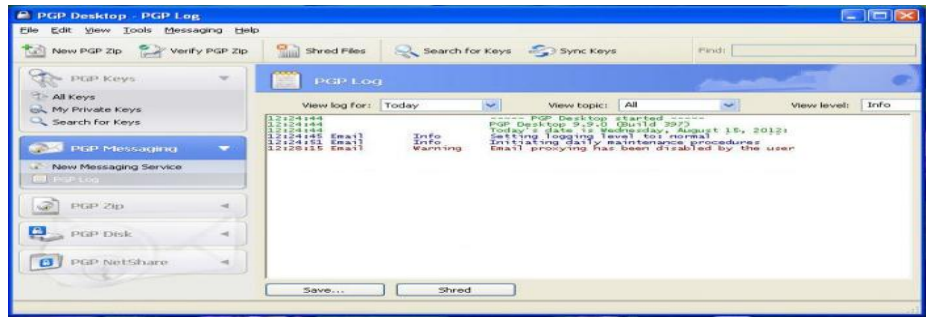 PGP Desktop - PGP Log
File Edit View Tools Messaging Help
New PGP Zip Verify PGP Zip Shred Files Search for Keys Sync Keys Find:
PGP Keys
All Keys
My Private Keys
Search for Keys
PGP Messaging
New Messaging Service
PGP Log
PGP Zip
PGP Disk
PGP NetShare
PGP Log
View log for: Today View topic: All View level: Info
12:24:44 ----- PGP Desktop started -----
12:24:44 PGP Desktop 9.9.0 (Build 397)
12:24:44 Today's date is Wednesday, August 15, 2012:
12:24:45 Email Info Setting logging level to: normal
12:24:51 Email Info Initiating daily maintenance procedures
12:28:15 Email Warning Email proxying has been disabled by the user
Save... Shred